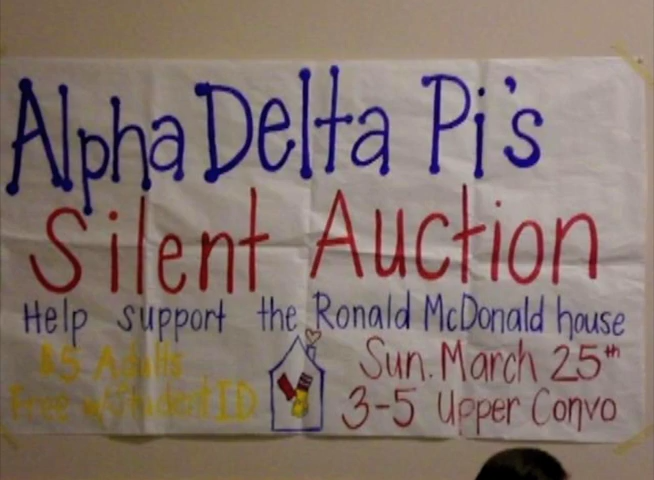 Alpha Delta Pi's
Silent Auction
Help support the Ronald McDonald house
$5 Adults
Free w/Student ID
Sun. March 25th
3-5 Upper Convo